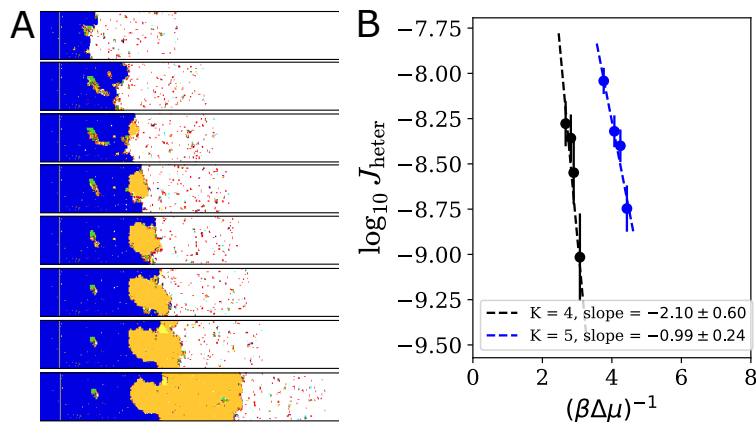 A
B
log₁₀ J_heter
−7.75
−8.00
−8.25
−8.50
−8.75
−9.00
−9.25
−9.50
K = 4, slope = −2.10 ± 0.60
K = 5, slope = −0.99 ± 0.24
0 2 4 6 8
(βΔμ)⁻¹